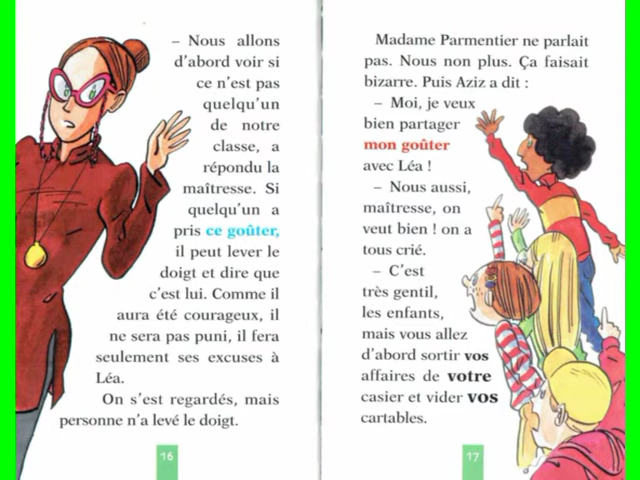 – Nous allons
d'abord voir si
ce n'est pas
quelqu'un
de notre
classe, a
répondu la
maîtresse. Si
quelqu'un a
pris ce goûter,
il peut lever le
doigt et dire que
c'est lui. Comme il
aura été courageux, il
ne sera pas puni, il fera
seulement ses excuses à
Léa.
On s'est regardés, mais
personne n'a levé le doigt.
16
Madame Parmentier ne parlait
pas. Nous non plus. Ça faisait
bizarre. Puis Aziz a dit :
– Moi, je veux
bien partager
mon goûter
avec Léa !
– Nous aussi,
maîtresse, on
veut bien ! on a
tous crié.
– C'est
très gentil,
les enfants,
mais vous allez
d'abord sortir vos
affaires de votre
casier et vider vos
cartables.
17